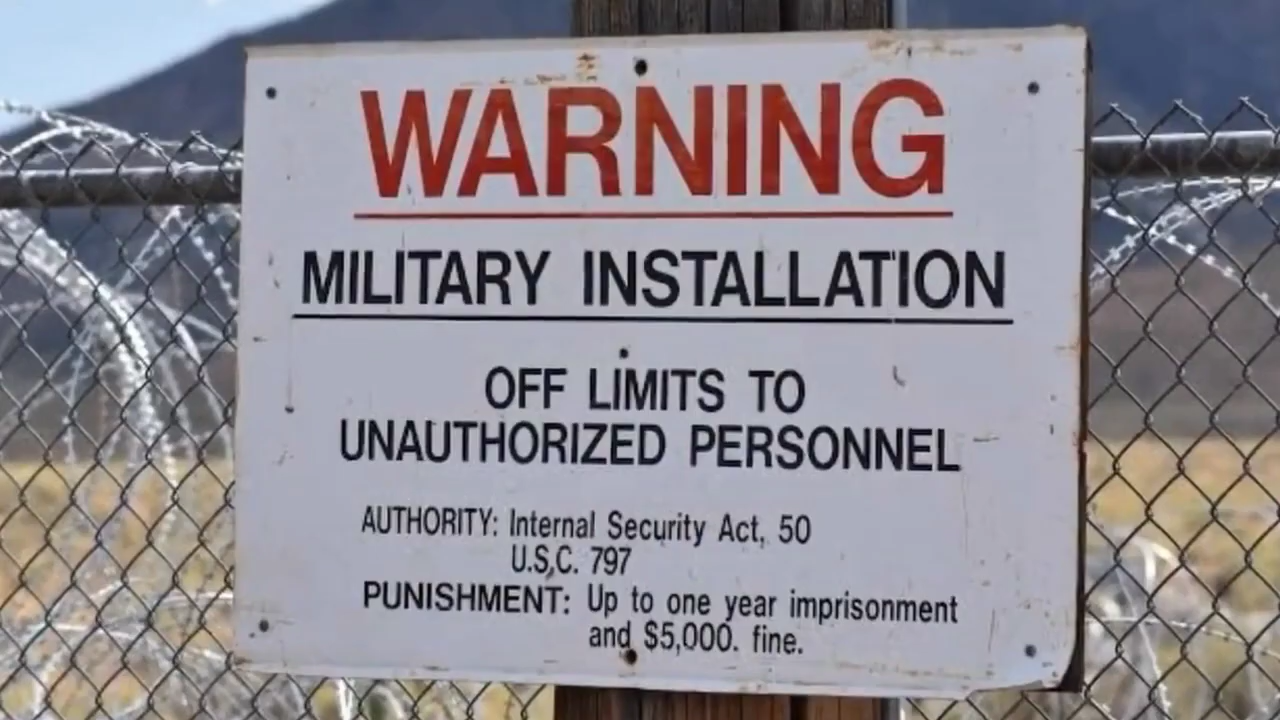 WARNING
MILITARY INSTALLATION
OFF LIMITS TO
UNAUTHORIZED PERSONNEL
AUTHORITY: Internal Security Act, 50
U.S.C. 797
PUNISHMENT: Up to one year imprisonment
and $5,000. fine.